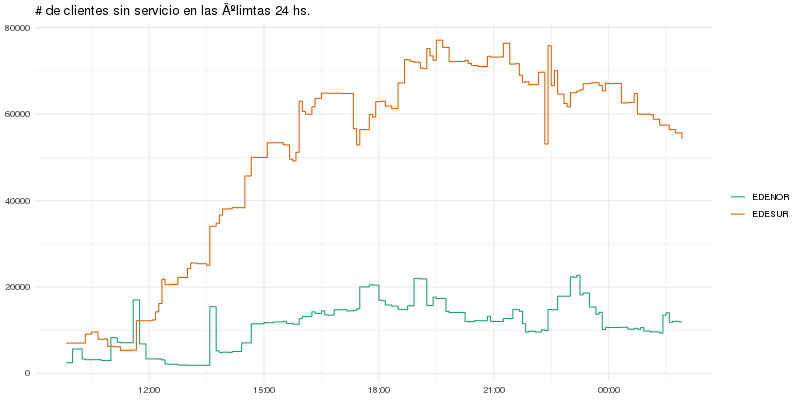 # de clientes sin servicio en las Ãºlimtas 24 hs.
80000
60000
40000
20000
0
12:00 15:00 18:00 21:00 00:00
EDENOR
EDESUR